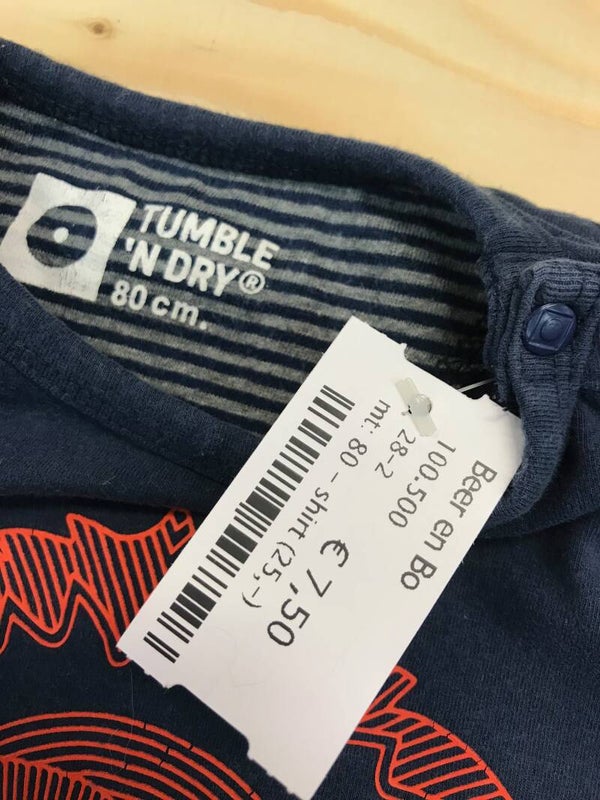 TUMBLE
'N DRY®
80 cm.
Beer en Bo
100.500
28-2
mt: 80 - shirt (25,-)
€ 7,50